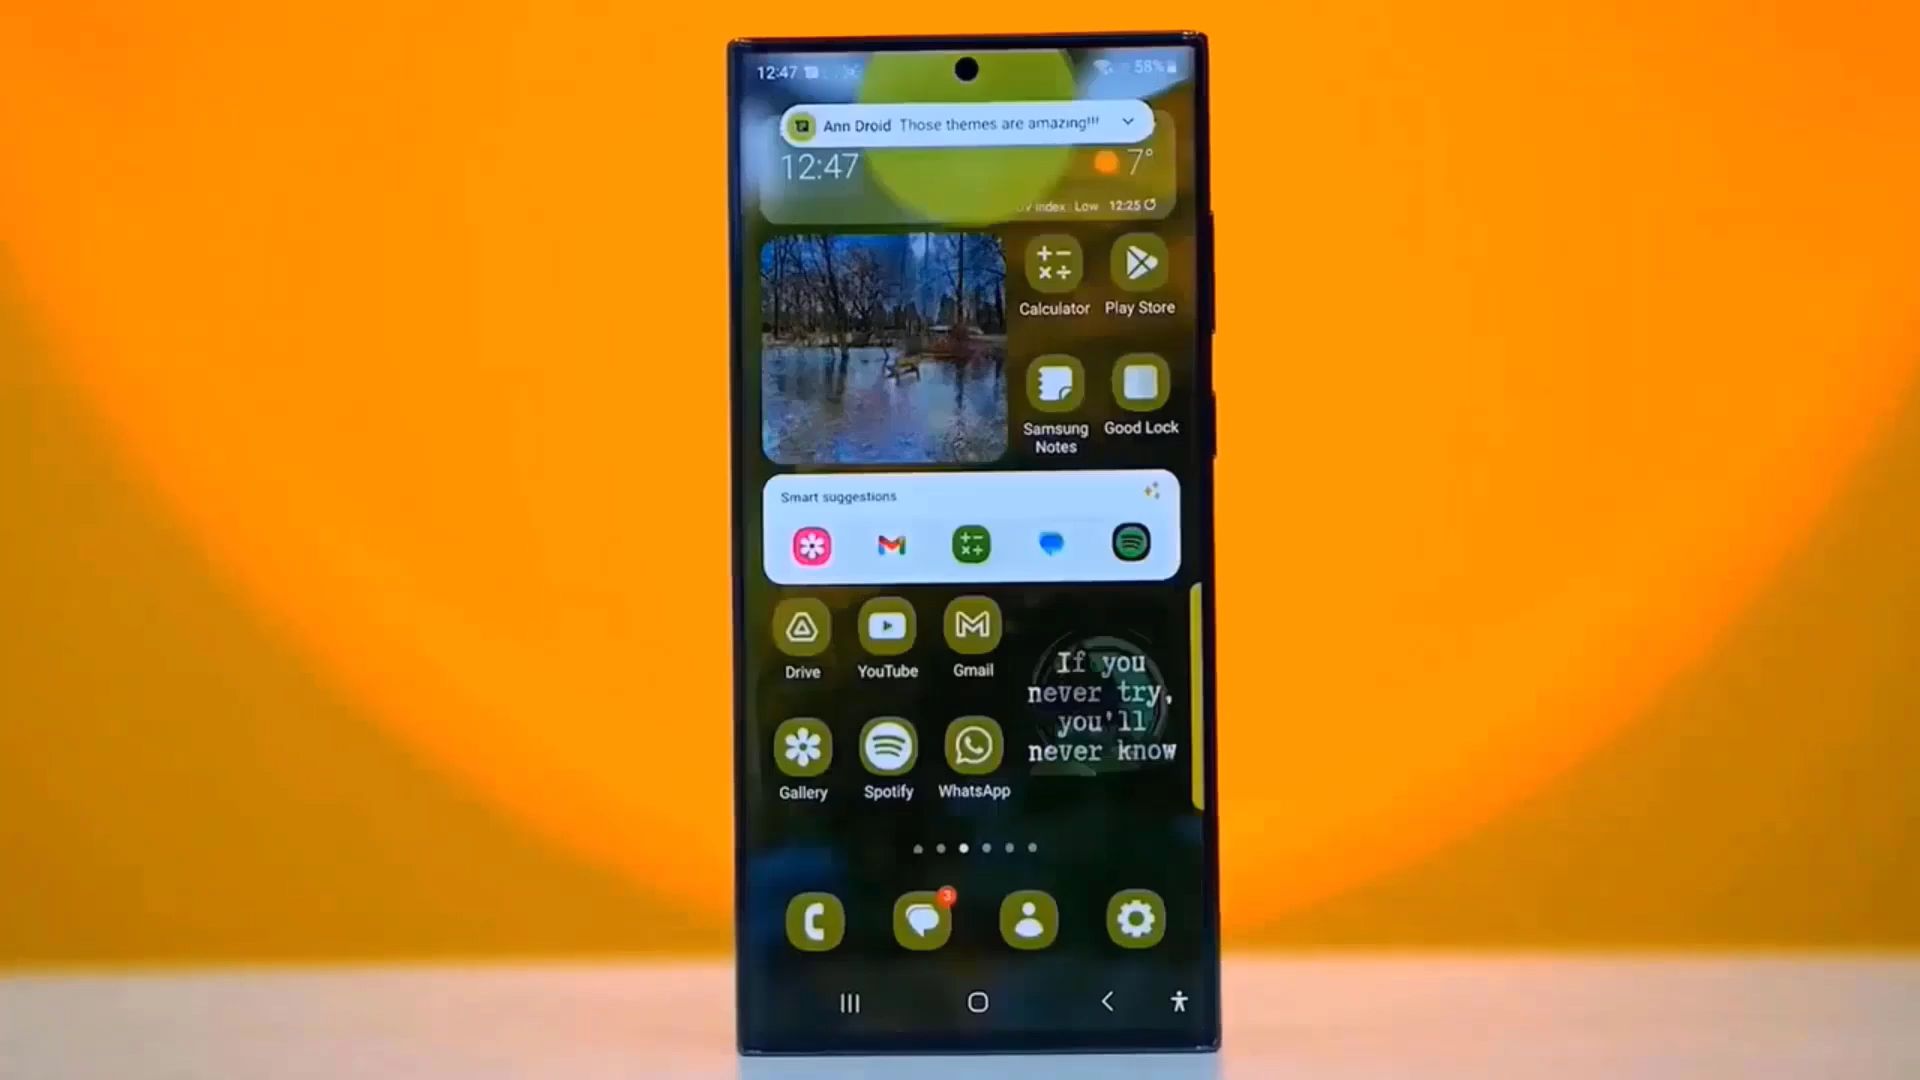 12:47
58%
Ann Droid Those themes are amazing!!!
12:47
7°
Index : Low 12:25
Calculator
Play Store
Samsung
Notes
Good Lock
Smart suggestions
Drive
YouTube
Gmail
If you
never try,
you'll
never know
Gallery
Spotify
WhatsApp
3